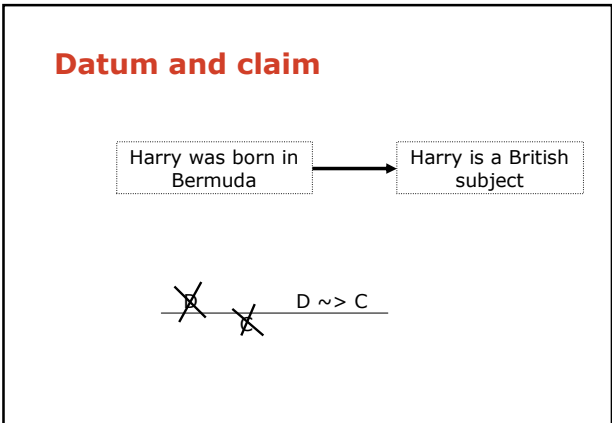 Datum and claim
Harry was born in
Bermuda
Harry is a British
subject
D D ~> C
C